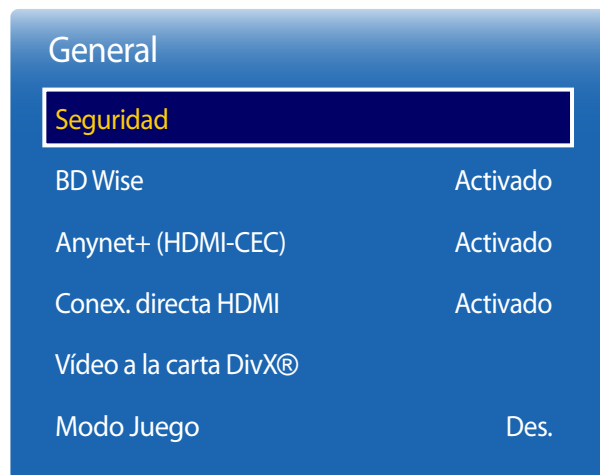 General
Seguridad
BD Wise Activado
Anynet+ (HDMI-CEC) Activado
Conex. directa HDMI Activado
Vídeo a la carta DivX®
Modo Juego Des.